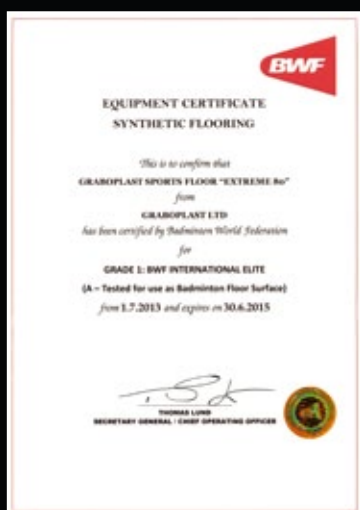 BWF
EQUIPMENT CERTIFICATE
SYNTHETIC FLOORING
This is to confirm that
GRABOPLAST SPORTS FLOOR "EXTREME 80"
from
GRABOPLAST LTD
has been certified by Badminton World Federation
for
GRADE 1: BWF INTERNATIONAL ELITE
(A – Tested for use as Badminton Floor Surface)
from 1.7.2013 and expires on 30.6.2015
THOMAS LUND
SECRETARY GENERAL / CHIEF OPERATING OFFICER